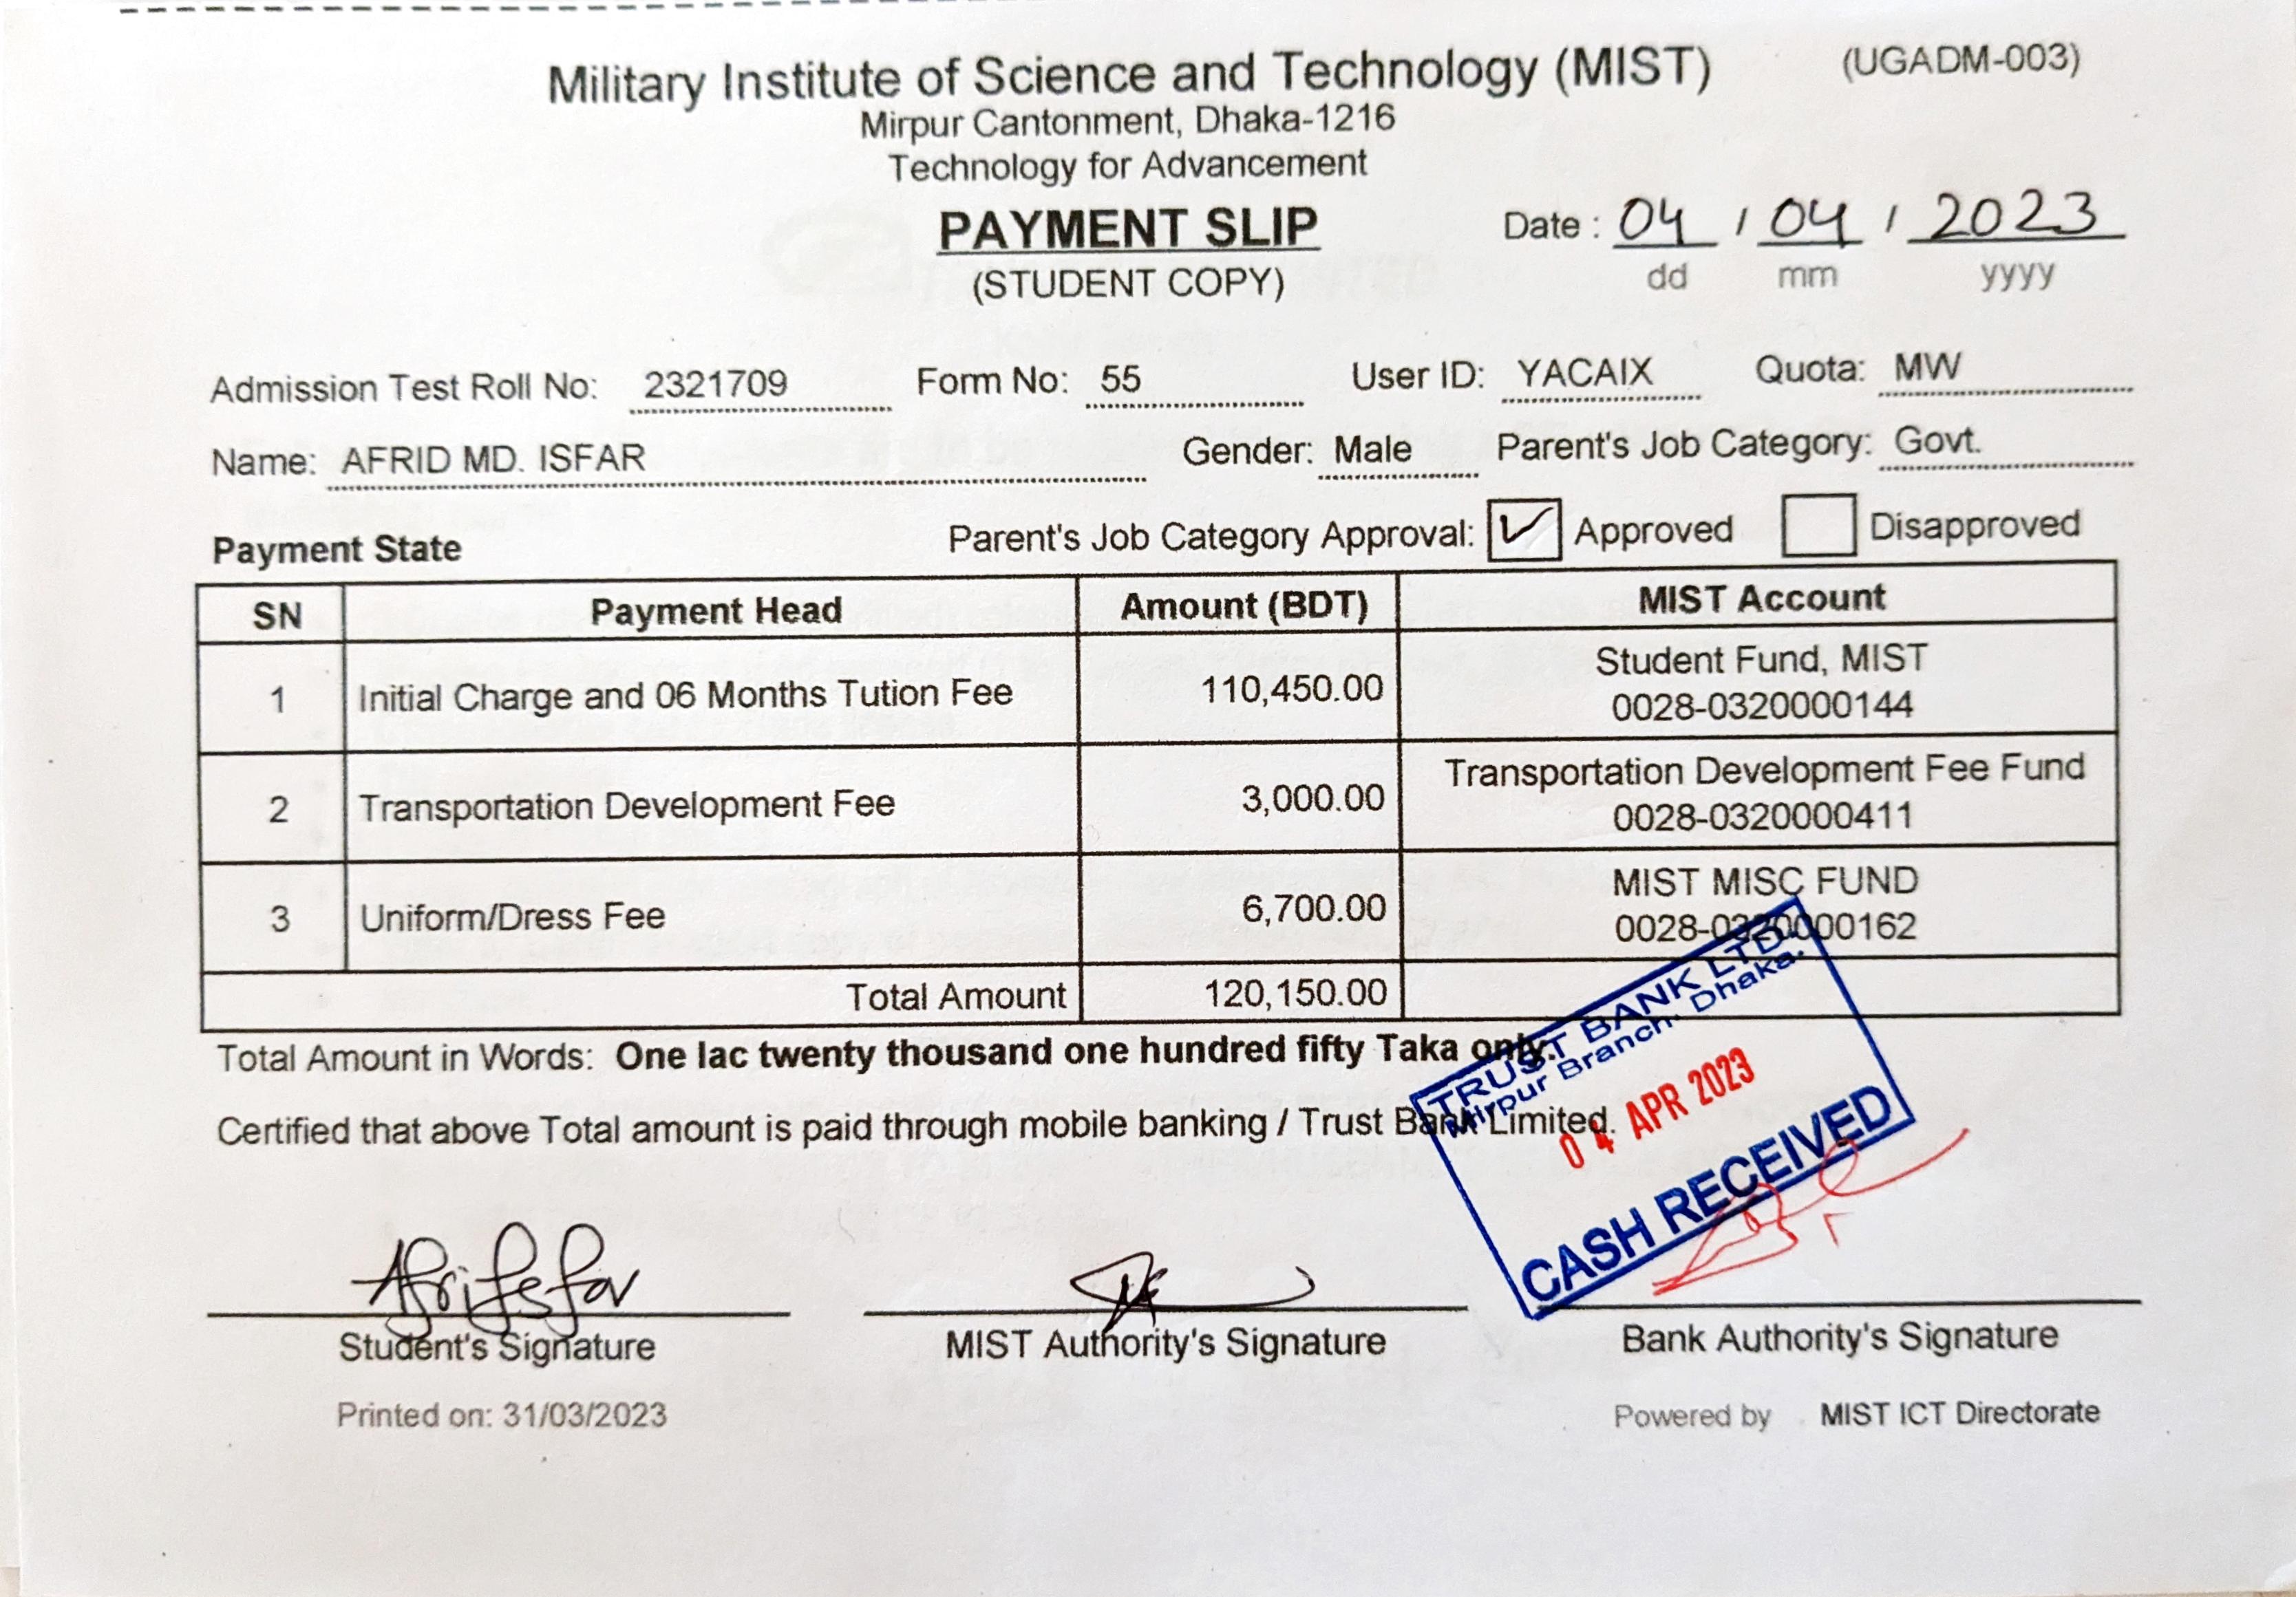 Military Institute of Science and Technology (MIST) (UGADM-003)
Mirpur Cantonment, Dhaka-1216
Technology for Advancement
PAYMENT SLIP
(STUDENT COPY)
Date : 04 / 04 / 2023
dd mm yyyy
Admission Test Roll No: 2321709 Form No: 55 User ID: YACAIX Quota: MW
Name: AFRID MD. ISFAR Gender: Male Parent's Job Category: Govt.
Payment State Parent's Job Category Approval: Approved Disapproved
SN Payment Head Amount (BDT) MIST Account
1 Initial Charge and 06 Months Tution Fee 110,450.00 Student Fund, MIST
0028-0320000144
2 Transportation Development Fee 3,000.00 Transportation Development Fee Fund
0028-0320000411
3 Uniform/Dress Fee 6,700.00 MIST MISC FUND
0028-0320000162
Total Amount 120,150.00
Total Amount in Words: One lac twenty thousand one hundred fifty Taka only.
Certified that above Total amount is paid through mobile banking / Trust Bank Limited.
TRUST BANK LTD.
Mirpur Branch. Dhaka.
04 APR 2023
CASH RECEIVED
Afrisfar
Student's Signature MIST Authority's Signature Bank Authority's Signature
Printed on: 31/03/2023 Powered by MIST ICT Directorate